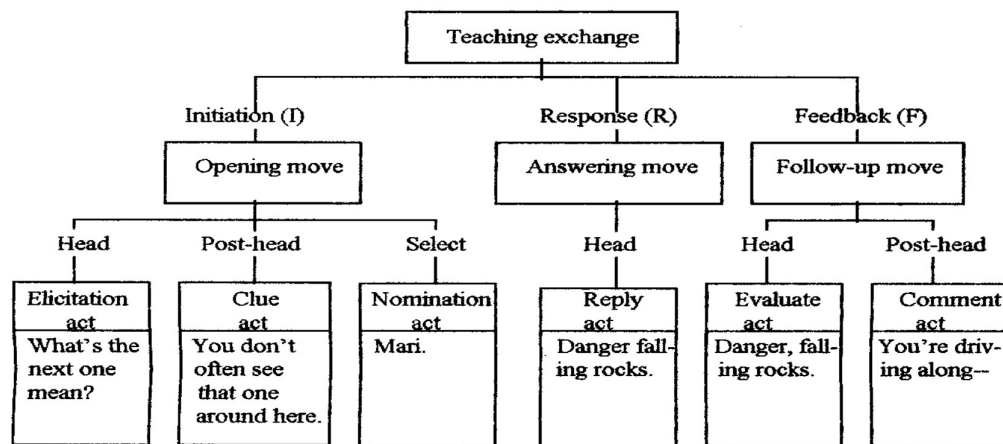 Teaching exchange
Initiation (I)
Response (R)
Feedback (F)
Opening move
Answering move
Follow-up move
Head
Post-head
Select
Head
Head
Post-head
Elicitation
act
What's the
next one
mean?
Clue
act
You don't
often see
that one
around here.
Nomination
act
Mari.
Reply
act
Danger fall-
ing rocks.
Evaluate
act
Danger, fall-
ing rocks.
Comment
act
You're driv-
ing along--